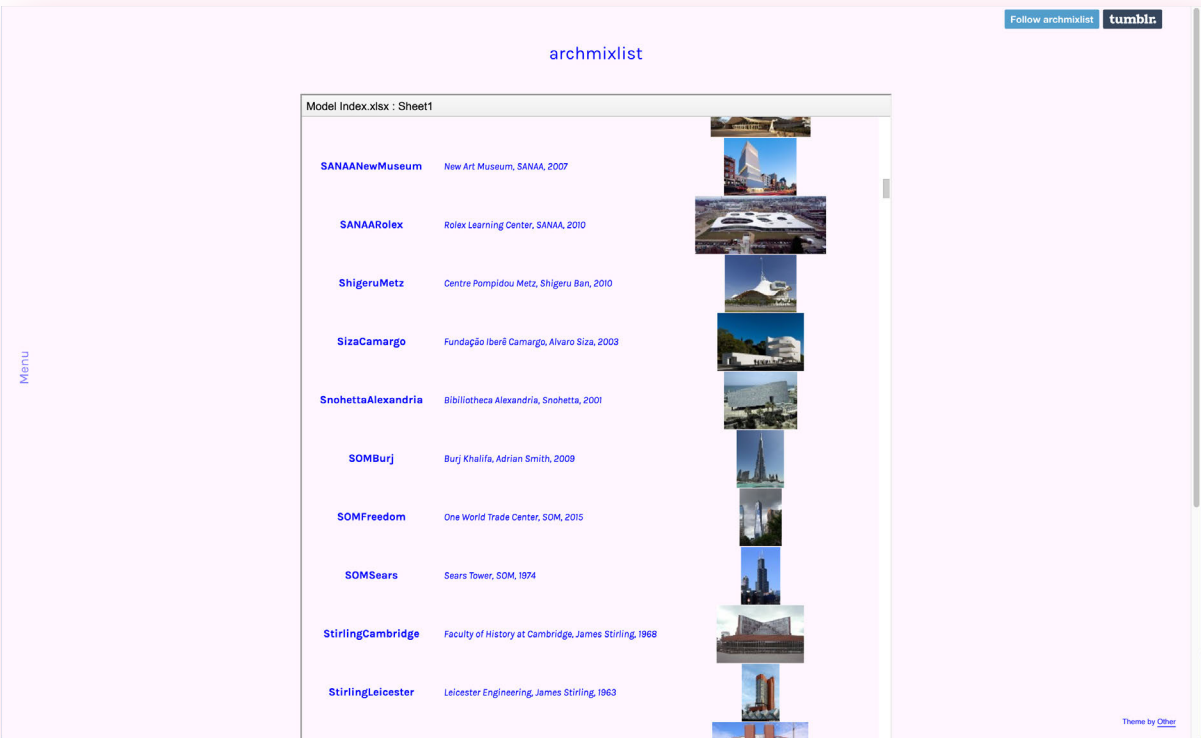 Follow archmixlist tumblr.
archmixlist
Model Index.xlsx : Sheet1
SANAANewMuseum New Art Museum, SANAA, 2007
SANAARolex Rolex Learning Center, SANAA, 2010
ShigeruMetz Centre Pompidou Metz, Shigeru Ban, 2010
SizaCamargo Fundação Iberê Camargo, Alvaro Siza, 2003
Menu
SnohettaAlexandria Bibiliotheca Alexandria, Snohetta, 2001
SOMBurj Burj Khalifa, Adrian Smith, 2009
SOMFreedom One World Trade Center, SOM, 2015
SOMSears Sears Tower, SOM, 1974
StirlingCambridge Faculty of History at Cambridge, James Stirling, 1968
StirlingLeicester Leicester Engineering, James Stirling, 1963
Theme by Other